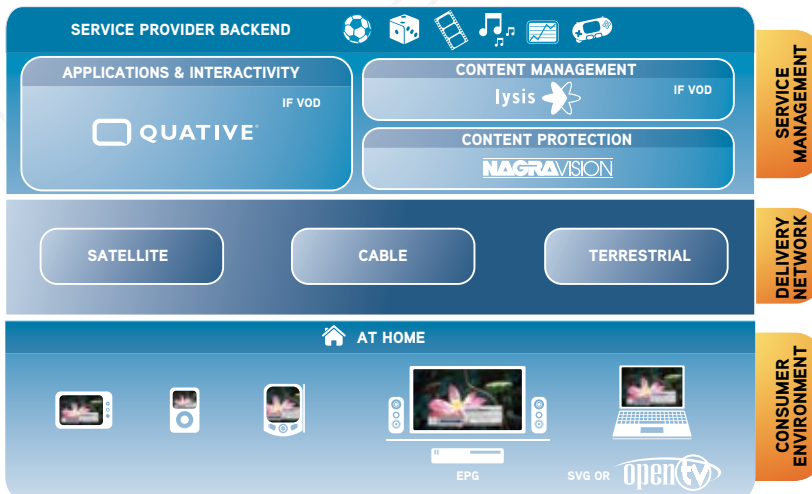 SERVICE PROVIDER BACKEND
APPLICATIONS & INTERACTIVITY
IF VOD
QUATIVE
CONTENT MANAGEMENT
lysis
IF VOD
CONTENT PROTECTION
NAGRAVISION
SERVICE
MANAGEMENT
SATELLITE
CABLE
TERRESTRIAL
DELIVERY
NETWORK
AT HOME
EPG
SVG OR opentv
CONSUMER
ENVIRONMENT